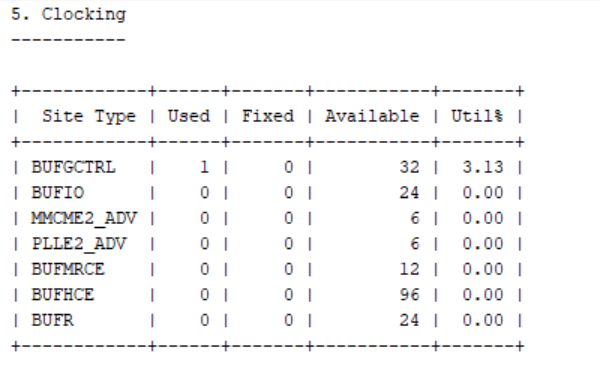 5. Clocking
-----------
+------------+------+-------+-----------+-------+
|  Site Type | Used | Fixed | Available | Util% |
+------------+------+-------+-----------+-------+
| BUFGCTRL   |    1 |     0 |        32 |  3.13 |
| BUFIO      |    0 |     0 |        24 |  0.00 |
| MMCME2_ADV |    0 |     0 |         6 |  0.00 |
| PLLE2_ADV  |    0 |     0 |         6 |  0.00 |
| BUFMRCE    |    0 |     0 |        12 |  0.00 |
| BUFHCE     |    0 |     0 |        96 |  0.00 |
| BUFR       |    0 |     0 |        24 |  0.00 |
+------------+------+-------+-----------+-------+